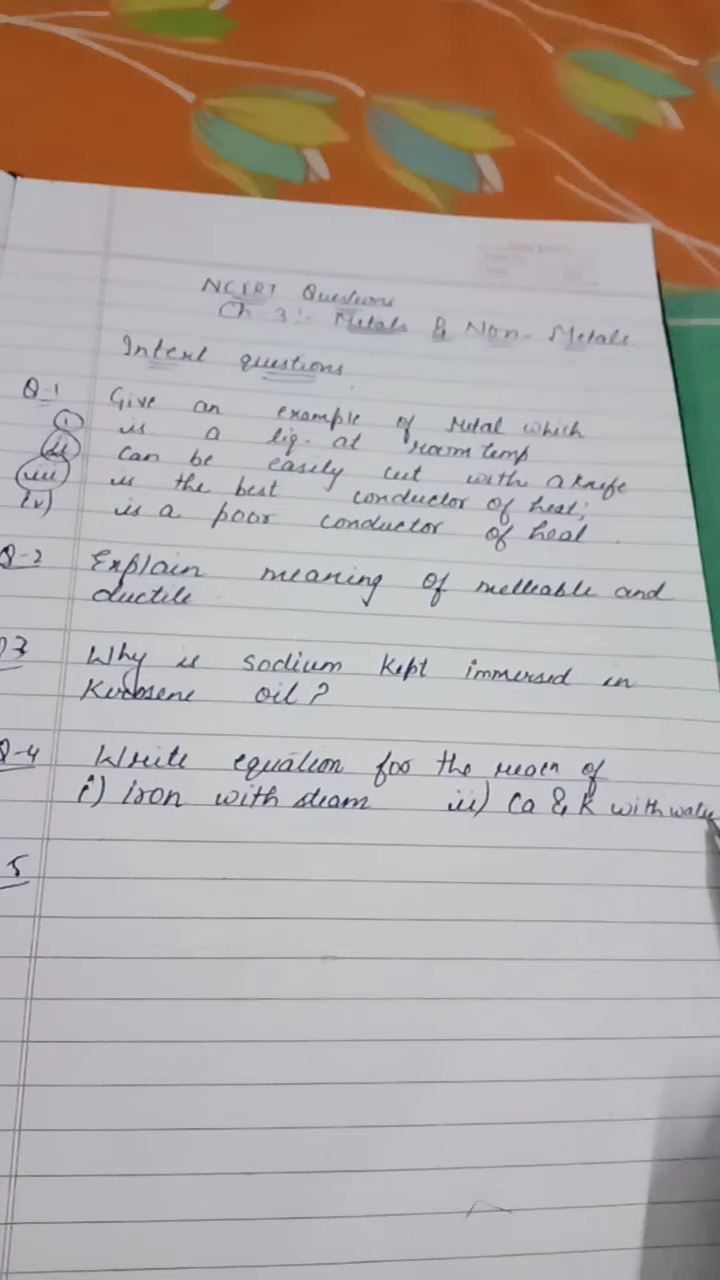 NCERT Questions
Ch-3:- Metals & Non-Metals
Intext questions
Q-1 Give an example of metal which
(i) is a liq. at room temp
(ii) can be easily cut with a knife
(iii) is the best conductor of heat;
iv) is a poor conductor of heat
Q-2 Explain meaning of melleable and
ductile
Q3 Why is sodium kept immersed in
Kerosene oil?
Q-4 Write equation for the reacn of
i) iron with steam ii) Ca & K with water
5